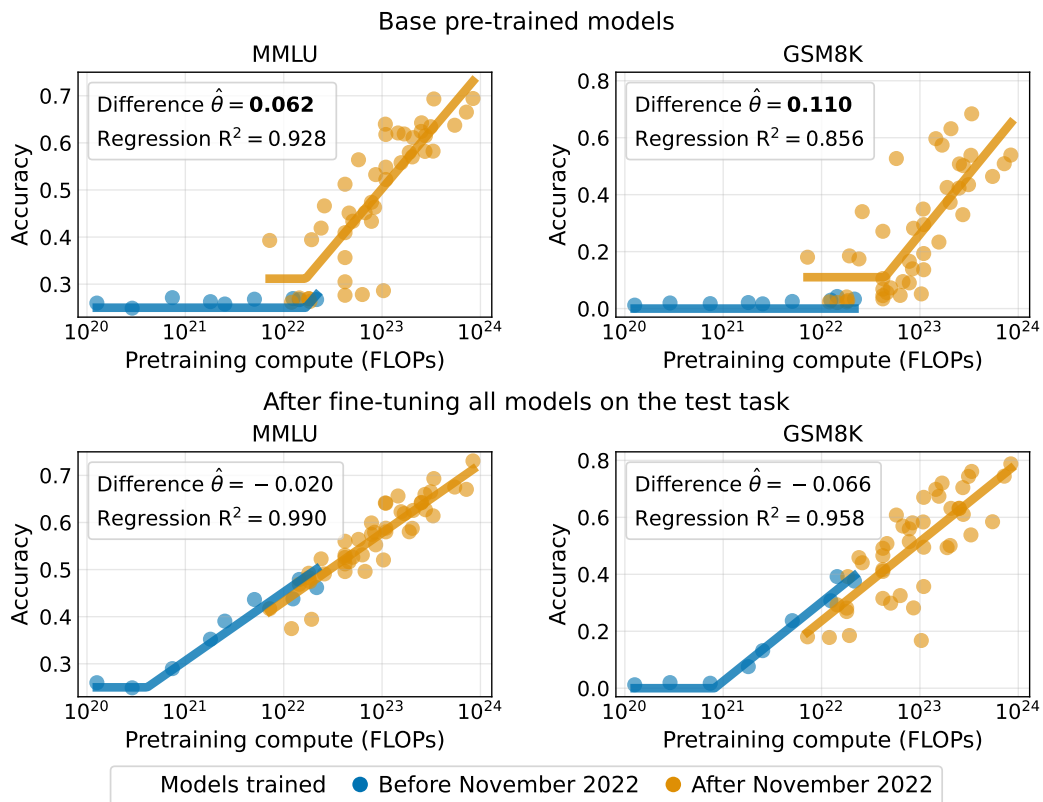 Base pre-trained models
MMLU
Difference θ̂ = 0.062
Regression R² = 0.928
0.7
0.6
0.5
0.4
0.3
Accuracy
10²⁰ 10²¹ 10²² 10²³ 10²⁴
Pretraining compute (FLOPs)
GSM8K
Difference θ̂ = 0.110
Regression R² = 0.856
0.8
0.6
0.4
0.2
0.0
Accuracy
10²⁰ 10²¹ 10²² 10²³ 10²⁴
Pretraining compute (FLOPs)
After fine-tuning all models on the test task
MMLU
Difference θ̂ = −0.020
Regression R² = 0.990
0.7
0.6
0.5
0.4
0.3
Accuracy
10²⁰ 10²¹ 10²² 10²³ 10²⁴
Pretraining compute (FLOPs)
GSM8K
Difference θ̂ = −0.066
Regression R² = 0.958
0.8
0.6
0.4
0.2
0.0
Accuracy
10²⁰ 10²¹ 10²² 10²³ 10²⁴
Pretraining compute (FLOPs)
Models trained Before November 2022 After November 2022